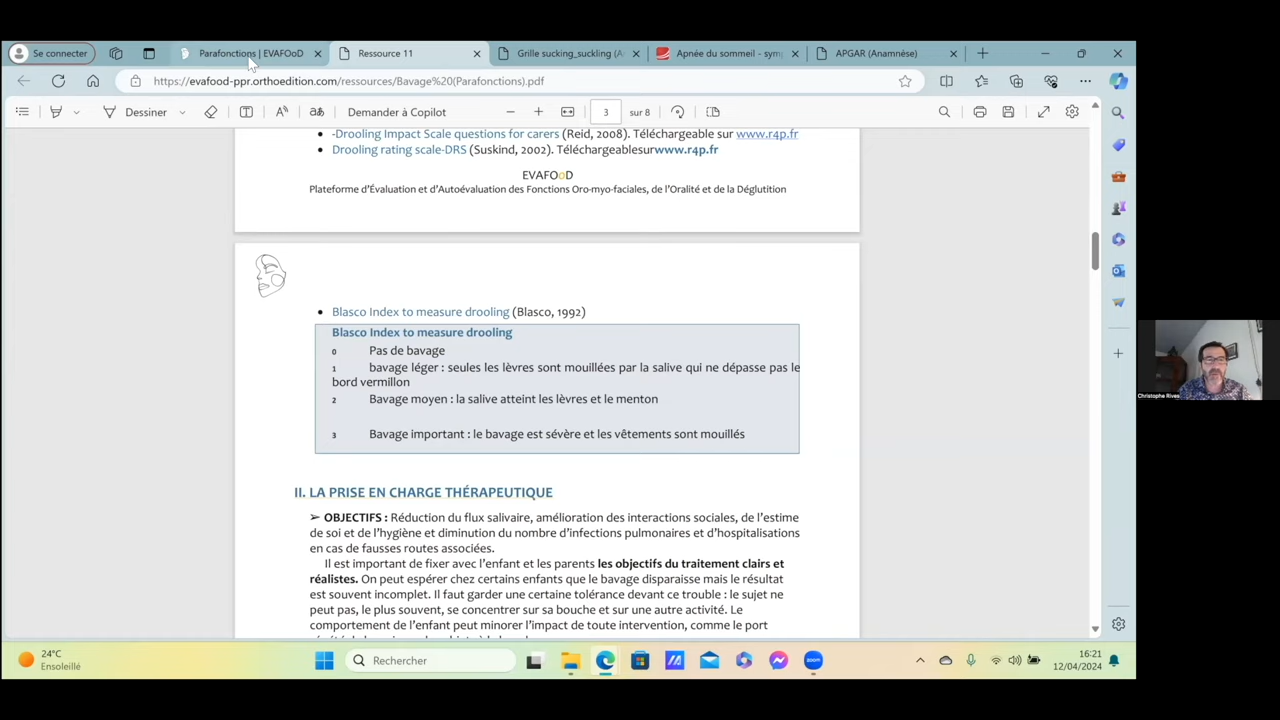 Se connecter
Parafonctions | EVAFOoD
Ressource 11
Grille sucking_suckling (A
Apnée du sommeil - sym
APGAR (Anamnèse)
https://evafood-ppr.orthoedition.com/ressources/Bavage%20(Parafonctions).pdf
Dessiner
aあ
Demander à Copilot
3
sur 8
-Drooling Impact Scale questions for carers (Reid, 2008). Téléchargeable sur www.r4p.fr
Drooling rating scale-DRS (Suskind, 2002). Téléchargeablesurwww.r4p.fr
EVAFOoD
Plateforme d'Évaluation et d'Autoévaluation des Fonctions Oro-myo-faciales, de l'Oralité et de la Déglutition
Blasco Index to measure drooling (Blasco, 1992)
Blasco Index to measure drooling
0 Pas de bavage
1 bavage léger : seules les lèvres sont mouillées par la salive qui ne dépasse pas le
bord vermillon
2 Bavage moyen : la salive atteint les lèvres et le menton
3 Bavage important : le bavage est sévère et les vêtements sont mouillés
II. LA PRISE EN CHARGE THÉRAPEUTIQUE
➢ OBJECTIFS : Réduction du flux salivaire, amélioration des interactions sociales, de l'estime
de soi et de l'hygiène et diminution du nombre d'infections pulmonaires et d'hospitalisations
en cas de fausses routes associées.
Il est important de fixer avec l'enfant et les parents les objectifs du traitement clairs et
réalistes. On peut espérer chez certains enfants que le bavage disparaisse mais le résultat
est souvent incomplet. Il faut garder une certaine tolérance devant ce trouble : le sujet ne
peut pas, le plus souvent, se concentrer sur sa bouche et sur une autre activité. Le
comportement de l'enfant peut minorer l'impact de toute intervention, comme le port
Christophe Rives
24°C
Ensoleillé
Rechercher
zoom
16:21
12/04/2024